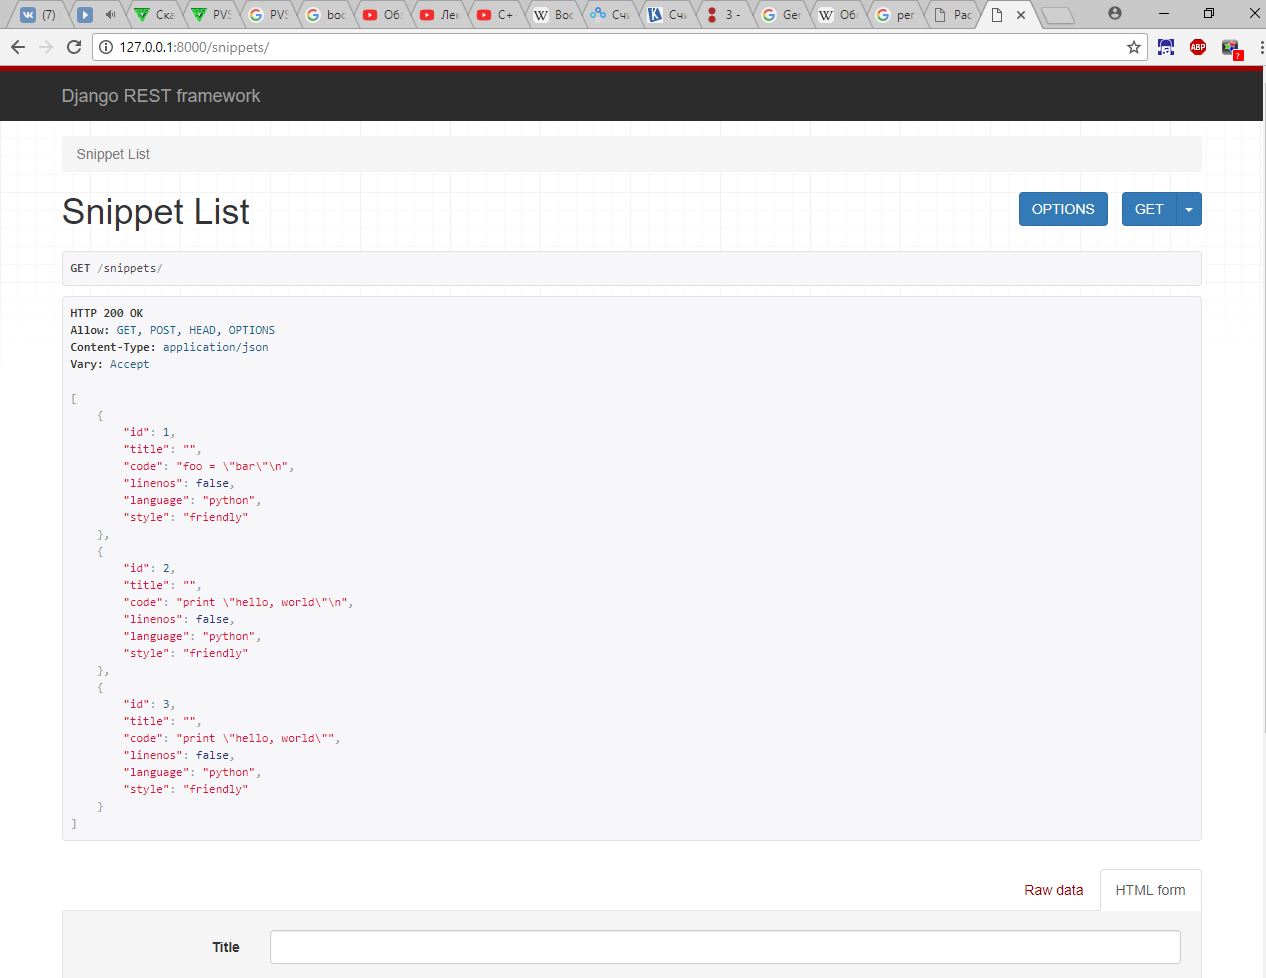 (7)
Ска
PVS
PVS
boc
Об
Лек
C+
Вос
Счи
Счи
3 -
Ger
Об
per
Рас
127.0.0.1:8000/snippets/
ABP
?
Django REST framework
Snippet List
Snippet List
OPTIONS
GET
GET /snippets/
HTTP 200 OK
Allow: GET, POST, HEAD, OPTIONS
Content-Type: application/json
Vary: Accept
[
{
"id": 1,
"title": "",
"code": "foo = \"bar\"\n",
"linenos": false,
"language": "python",
"style": "friendly"
},
{
"id": 2,
"title": "",
"code": "print \"hello, world\"\n",
"linenos": false,
"language": "python",
"style": "friendly"
},
{
"id": 3,
"title": "",
"code": "print \"hello, world\"",
"linenos": false,
"language": "python",
"style": "friendly"
}
]
Raw data
HTML form
Title